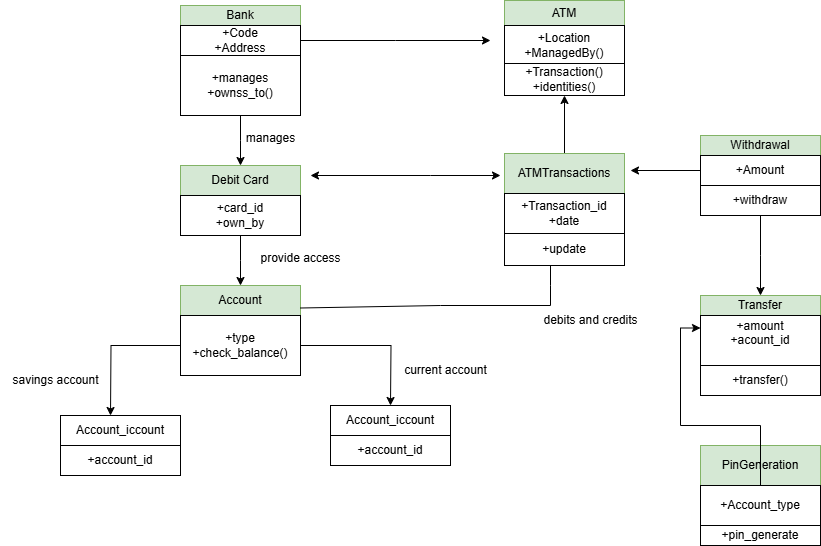 Bank
+Code
+Address
+manages
+ownss_to()
ATM
+Location
+ManagedBy()
+Transaction()
+identities()
manages
Debit Card
+card_id
+own_by
ATMTransactions
+Transaction_id
+date
+update
Withdrawal
+Amount
+withdraw
provide access
Account
+type
+check_balance()
debits and credits
Transfer
+amount
+acount_id
+transfer()
savings account
current account
Account_iccount
+account_id
Account_iccount
+account_id
PinGeneration
+Account_type
+pin_generate